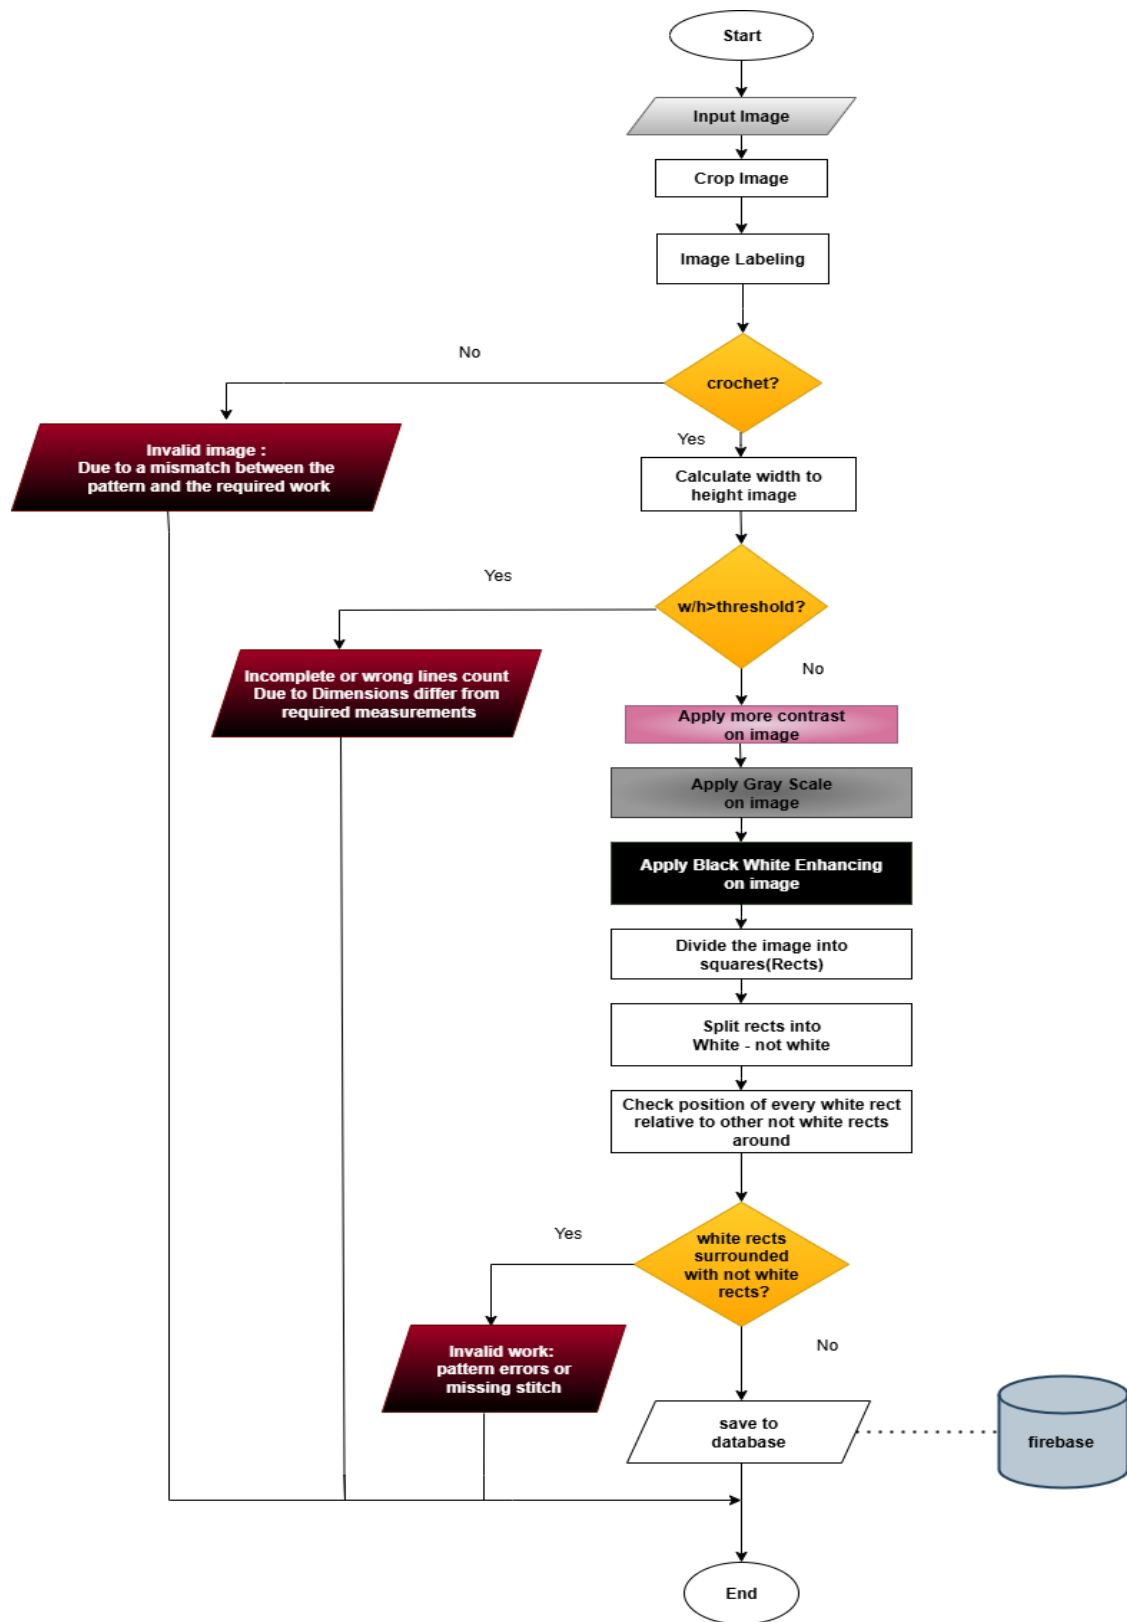 Start
Input Image
Crop Image
Image Labeling
No
crochet?
Invalid image :
Due to a mismatch between the
pattern and the required work
Yes
Calculate width to
height image
Yes
w/h>threshold?
Incomplete or wrong lines count
Due to Dimensions differ from
required measurements
No
Apply more contrast
on image
Apply Gray Scale
on image
Apply Black White Enhancing
on image
Divide the image into
squares(Rects)
Split rects into
White - not white
Check position of every white rect
relative to other not white rects
around
Yes
white rects
surrounded
with not white
rects?
Invalid work:
pattern errors or
missing stitch
No
save to
database
firebase
End